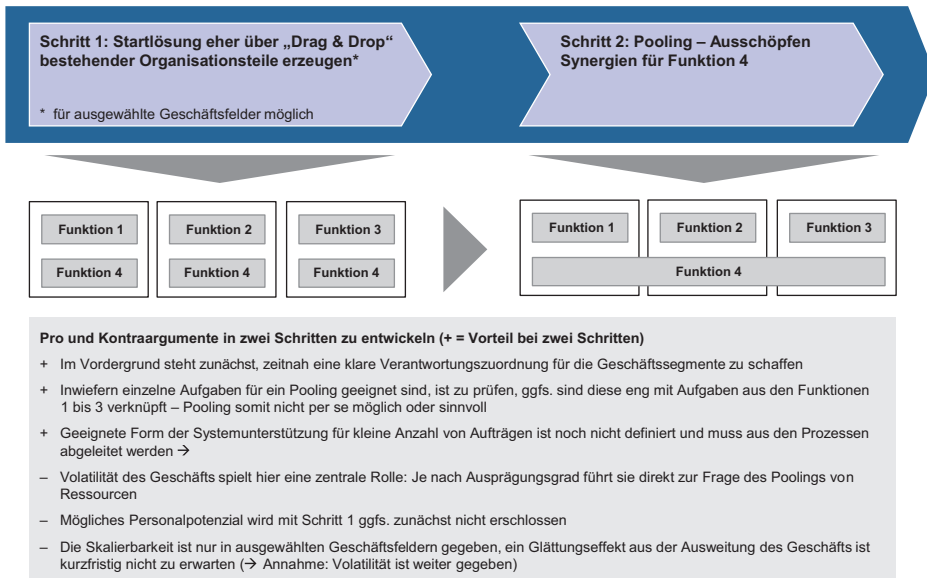 Schritt 1: Startlösung eher über „Drag & Drop“
bestehender Organisationsteile erzeugen*
* für ausgewählte Geschäftsfelder möglich
Schritt 2: Pooling – Ausschöpfen
Synergien für Funktion 4
Funktion 1
Funktion 2
Funktion 3
Funktion 4
Funktion 4
Funktion 4
Funktion 1
Funktion 2
Funktion 3
Funktion 4
Pro und Kontraargumente in zwei Schritten zu entwickeln (+ = Vorteil bei zwei Schritten)
+ Im Vordergrund steht zunächst, zeitnah eine klare Verantwortungszuordnung für die Geschäftssegmente zu schaffen
+ Inwiefern einzelne Aufgaben für ein Pooling geeignet sind, ist zu prüfen, ggfs. sind diese eng mit Aufgaben aus den Funktionen
1 bis 3 verknüpft – Pooling somit nicht per se möglich oder sinnvoll
+ Geeignete Form der Systemunterstützung für kleine Anzahl von Aufträgen ist noch nicht definiert und muss aus den Prozessen
abgeleitet werden →
– Volatilität des Geschäfts spielt hier eine zentrale Rolle: Je nach Ausprägungsgrad führt sie direkt zur Frage des Poolings von
Ressourcen
– Mögliches Personalpotenzial wird mit Schritt 1 ggfs. zunächst nicht erschlossen
– Die Skalierbarkeit ist nur in ausgewählten Geschäftsfeldern gegeben, ein Glättungseffekt aus der Ausweitung des Geschäfts ist
kurzfristig nicht zu erwarten (→ Annahme: Volatilität ist weiter gegeben)